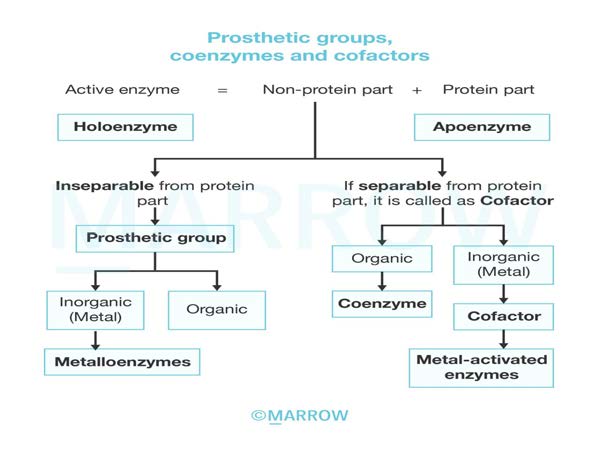 Prosthetic groups,
coenzymes and cofactors
Active enzyme = Non-protein part + Protein part
Holoenzyme
Apoenzyme
Inseparable from protein
part
If separable from protein
part, it is called as Cofactor
Prosthetic group
Organic
Inorganic
(Metal)
Inorganic
(Metal)
Organic
Coenzyme
Cofactor
Metalloenzymes
Metal-activated
enzymes
MARROW
©MARROW